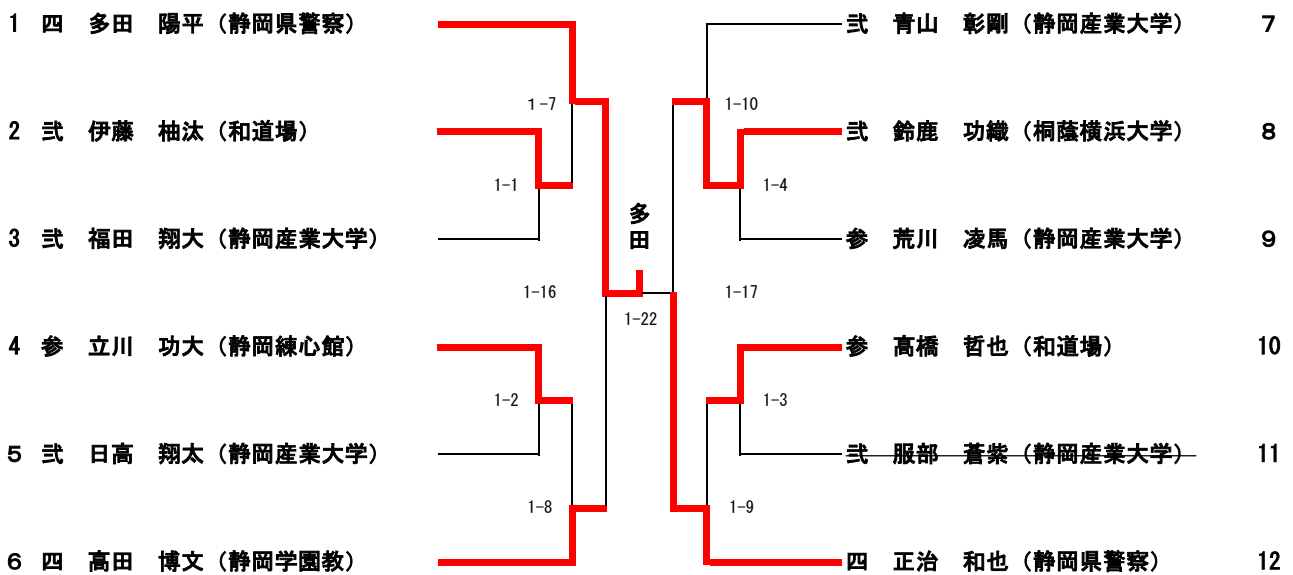 1 四 多田 陽平(静岡県警察)
2 弐 伊藤 柚汰(和道場)
3 弐 福田 翔大(静岡産業大学)
4 参 立川 功大(静岡練心館)
5 弐 日高 翔太(静岡産業大学)
6 四 高田 博文(静岡学園教)
1-7
1-1
1-16
1-2
1-8
多田
1-22
1-10
1-4
1-17
1-3
1-9
弐 青山 彰剛(静岡産業大学) 7
弐 鈴鹿 功織(桐蔭横浜大学) 8
参 荒川 凌馬(静岡産業大学) 9
参 髙橋 哲也(和道場) 10
弐 服部 蒼紫(静岡産業大学) 11
四 正治 和也(静岡県警察) 12